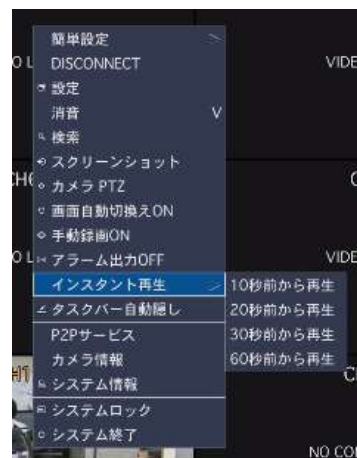 簡単設定 >
DISCONNECT
VIDE
設定
消音 V
検索
スクリーンショット
カメラ PTZ
画面自動切換えON
手動録画ON
アラーム出力OFF
VIDE
インスタント再生 >
10秒前から再生
タスクバー自動隠し
20秒前から再生
P2Pサービス
30秒前から再生
カメラ情報
60秒前から再生
システム情報
システムロック
システム終了
NO CO